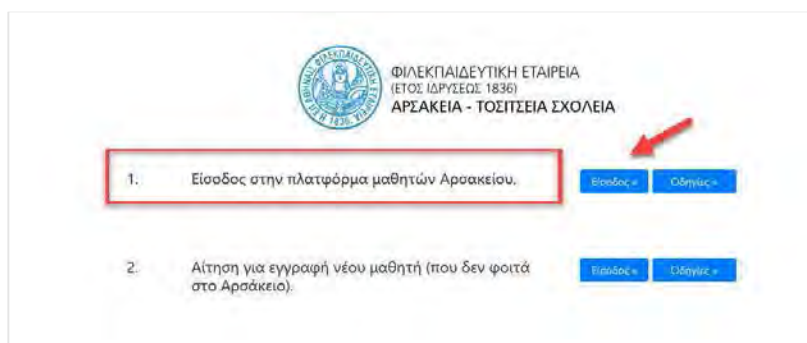 ΦΙΛΕΚΠΑΙΔΕΥΤΙΚΗ ΕΤΑΙΡΕΙΑ
(ΕΤΟΣ ΙΔΡΥΣΕΩΣ 1836)
ΑΡΣΑΚΕΙΑ - ΤΟΣΙΤΣΕΙΑ ΣΧΟΛΕΙΑ
1. Είσοδος στην πλατφόρμα μαθητών Αρσακείου. Είσοδος » Οδηγίες »
2. Αίτηση για εγγραφή νέου μαθητή (που δεν φοιτά Είσοδος » Οδηγίες »
στο Αρσάκειο).